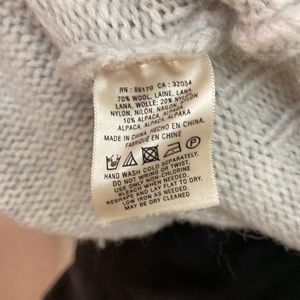 RN : 66170 CA : 32054
70% WOOL, LAINE, LANA
LANA, WOLLE; 20% NYLON
NYLON, NILÓN, NAILON,
10% ALPACA, ALPAGA,
ALPACA, ALPACA, ALPAKA
MADE IN CHINA, HECHO EN CHINA,
FABRIQUÉ EN CHINE
HAND WASH COLD SEPARATELY.
DO NOT WRING OR TWIST,
USE ONLY NON CHLORINE
BLEACH WHEN NEEDED.
RESHAPE AND LAY FLAT TO DRY.
LOW IRON AS NEEDED,
MAY BE DRY CLEANED